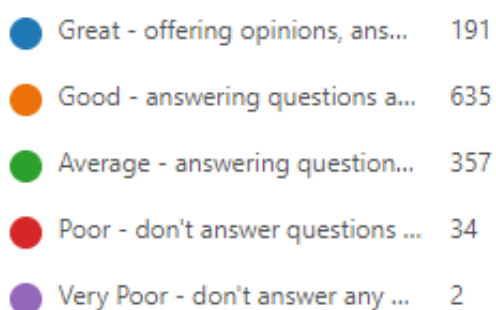 Great - offering opinions, ans... 191
Good - answering questions a... 635
Average - answering question... 357
Poor - don't answer questions ... 34
Very Poor - don't answer any ... 2